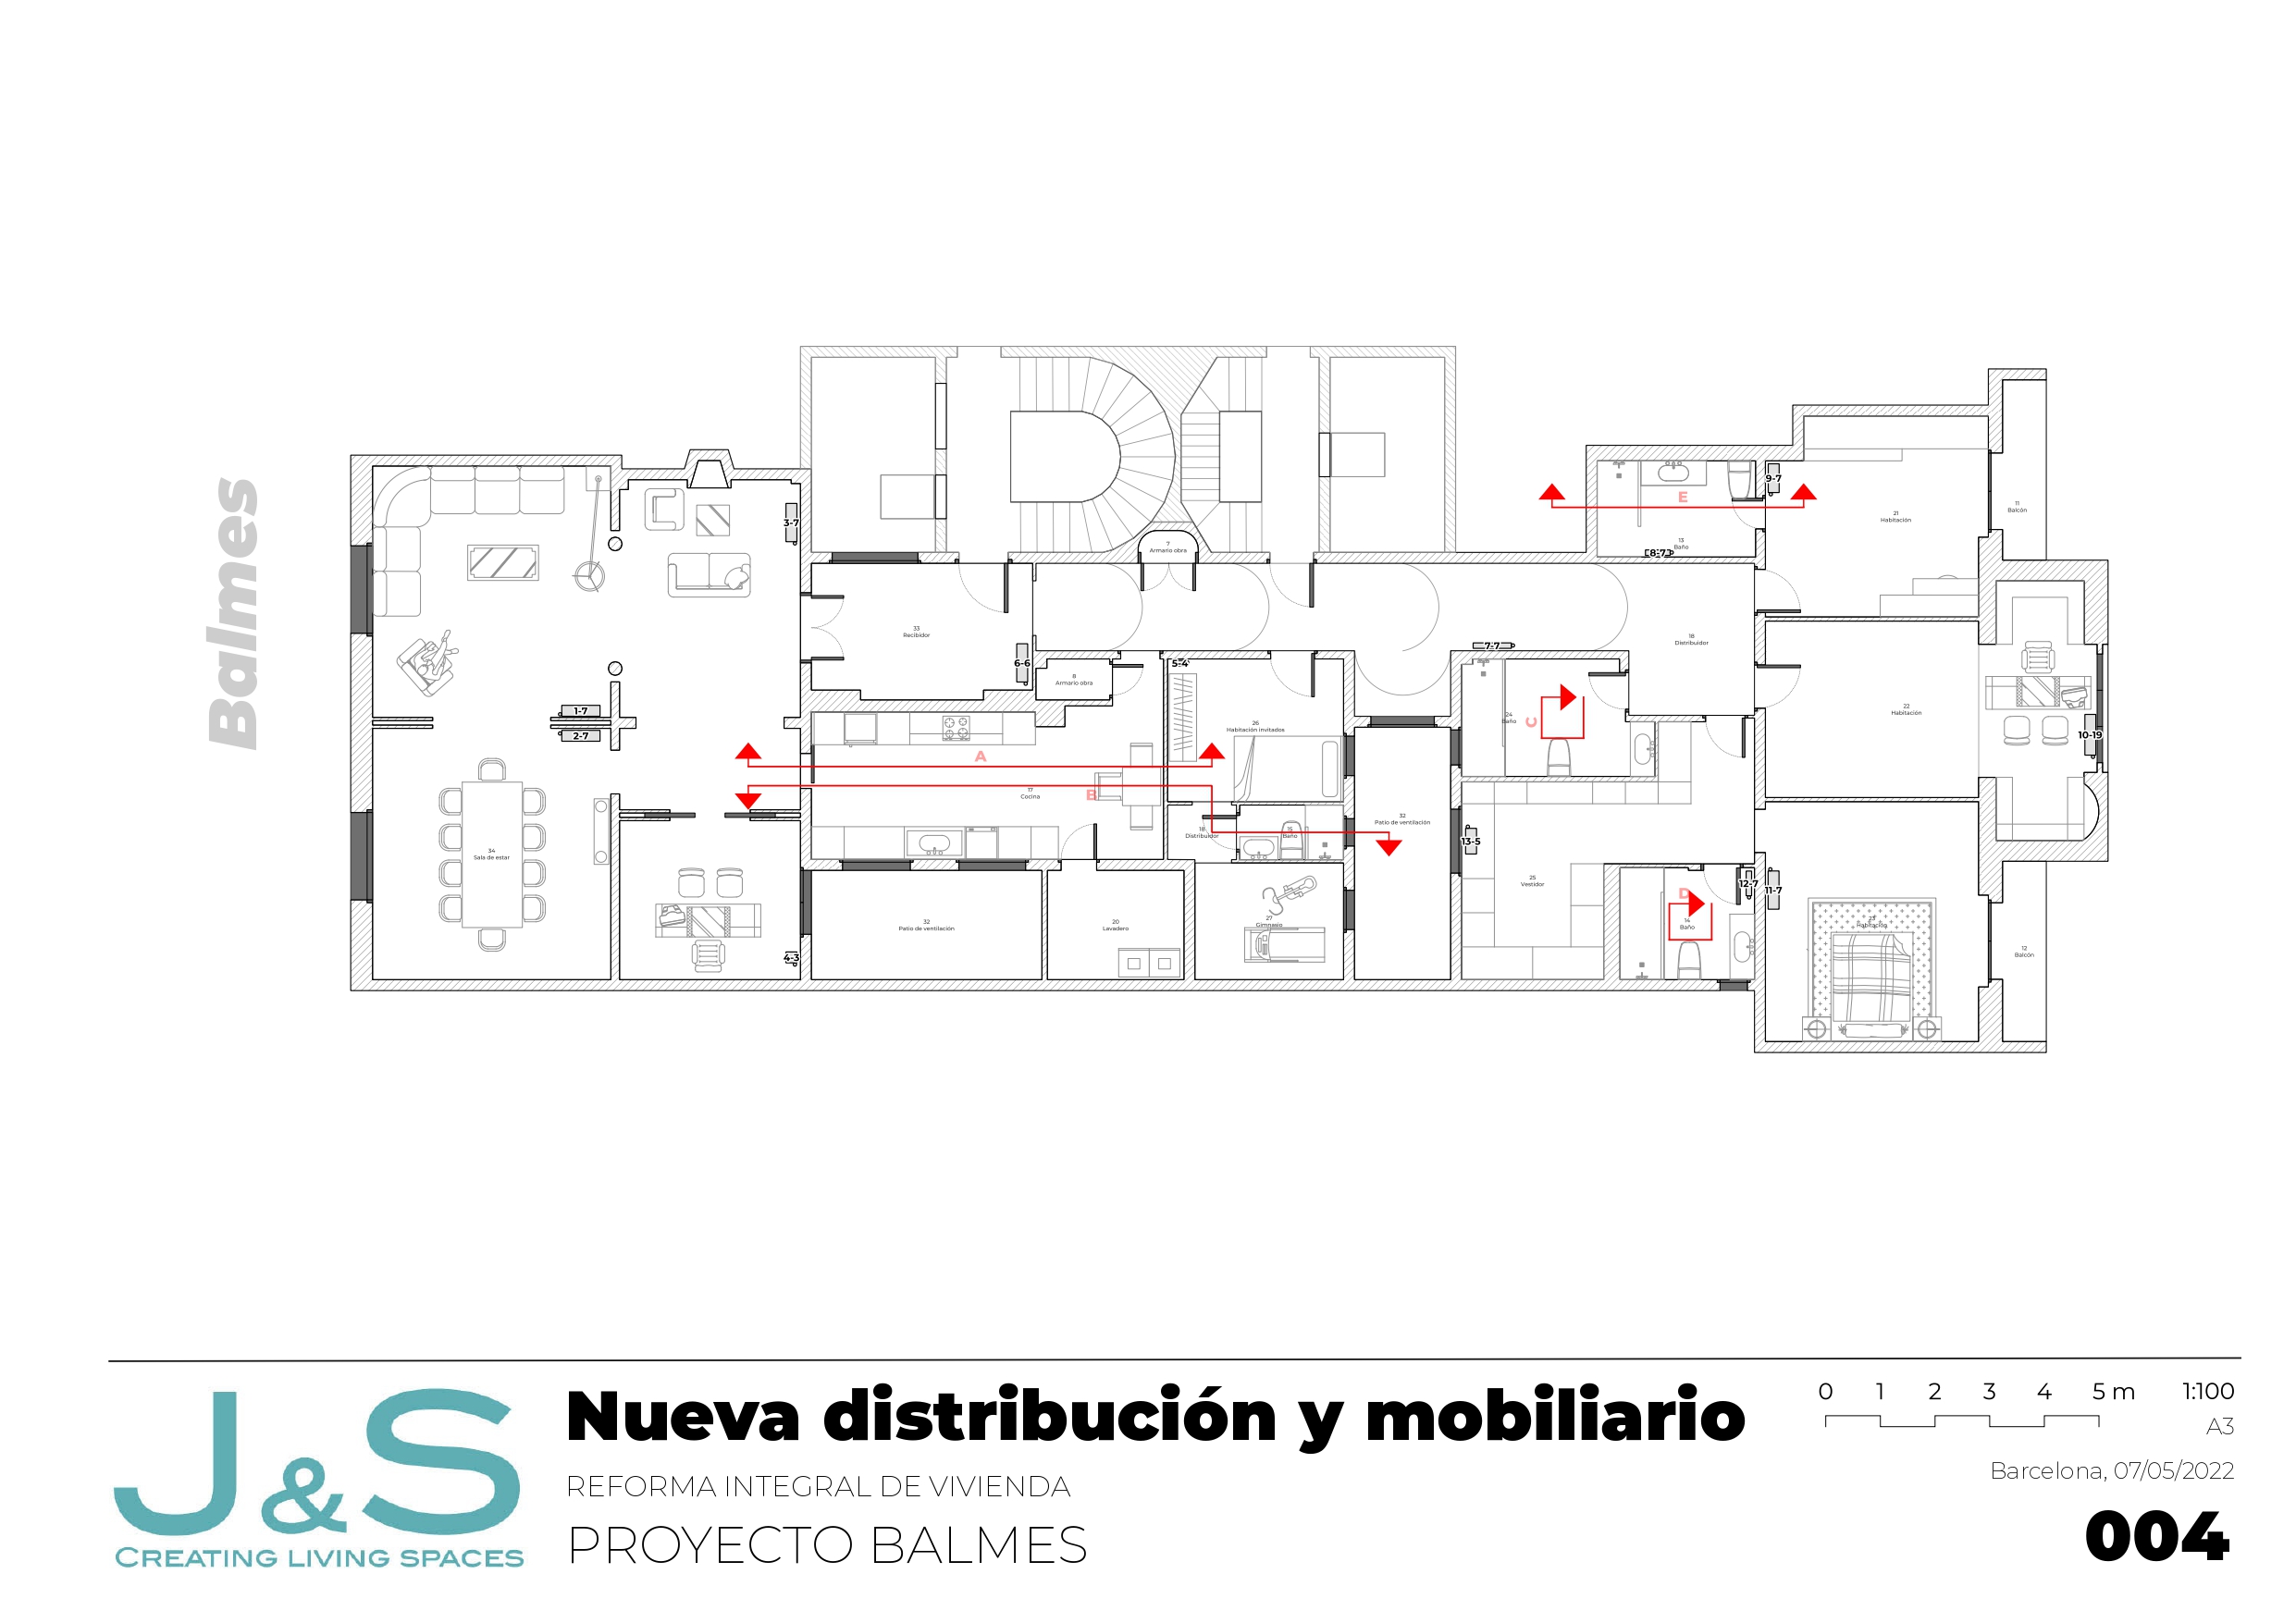 Balmes
7
Armario obra
9-7
E
21
Habitación
11
Balcón
3-7
13
Baño
8-7
33
Recibidor
18
Distribuidor
7-7
6-6
5-4
8
Armario obra
1-7
2-7
24
Baño
C
22
Habitación
26
Habitación invitados
10-19
A
17
Cocina
B
32
Patio de ventilación
18
Distribuidor
15
Baño
13-5
34
Sala de estar
25
Vestidor
12-7
11-7
D
14
Baño
32
Patio de ventilación
20
Lavadero
27
Gimnasio
23
Habitación
4-3
12
Balcón
J&S
CREATING LIVING SPACES
Nueva distribución y mobiliario
REFORMA INTEGRAL DE VIVIENDA
PROYECTO BALMES
0 1 2 3 4 5 m 1:100
A3
Barcelona, 07/05/2022
004